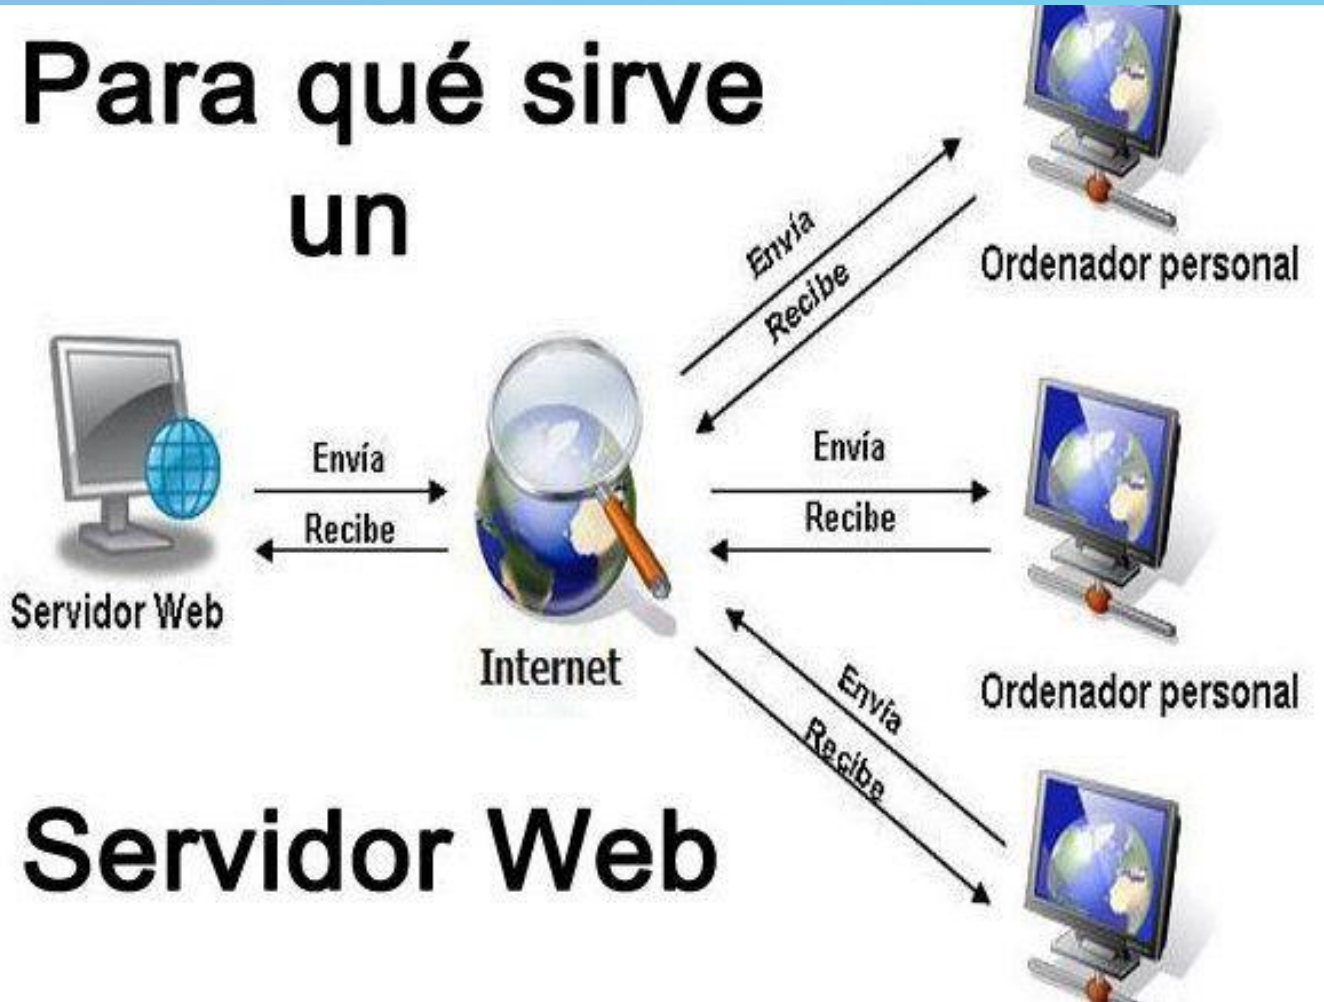 Para qué sirve
un
Envía
Recibe
Ordenador personal
Envía
Recibe
Servidor Web
Internet
Envía
Recibe
Ordenador personal
Envía
Recibe
Servidor Web